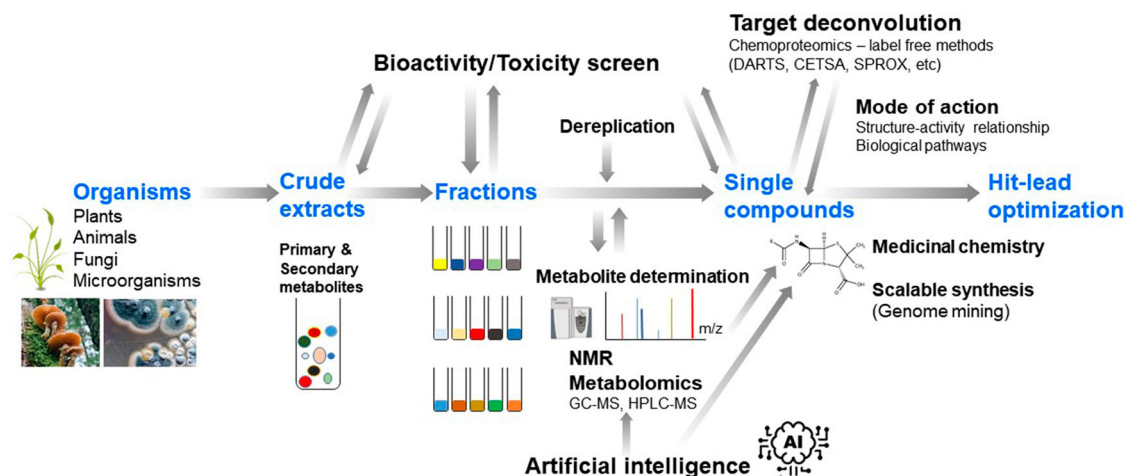 Target deconvolution
Chemoproteomics – label free methods
(DARTS, CETSA, SPROX, etc)
Bioactivity/Toxicity screen
Mode of action
Structure-activity relationship
Biological pathways
Dereplication
Organisms
Plants
Animals
Fungi
Microorganisms
Crude
extracts
Fractions
Single
compounds
Hit-lead
optimization
Primary &
Secondary
metabolites
Metabolite determination
m/z
NMR
Metabolomics
GC-MS, HPLC-MS
Medicinal chemistry
Scalable synthesis
(Genome mining)
Artificial intelligence
AI